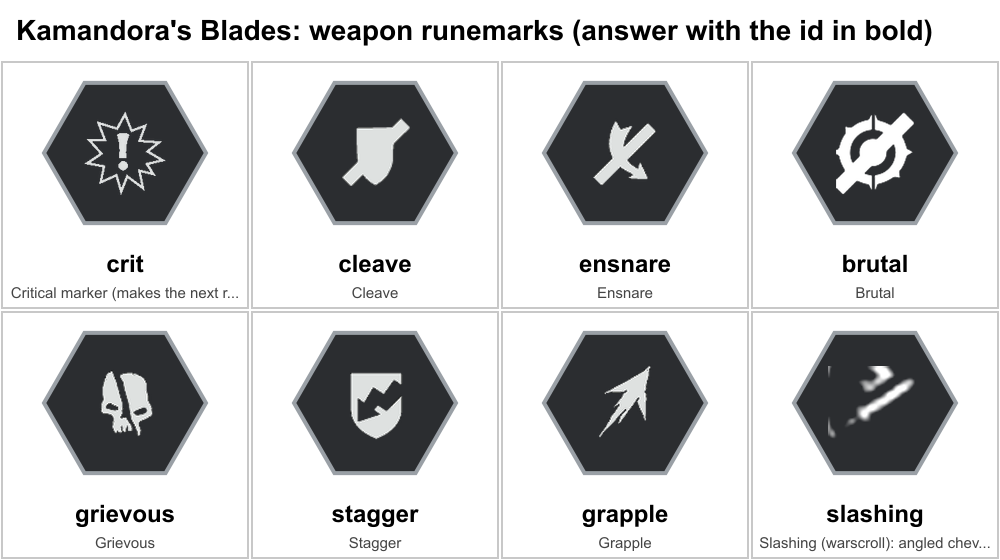 Kamandora's Blades: weapon runemarks (answer with the id in bold)
crit
Critical marker (makes the next r...
cleave
Cleave
ensnare
Ensnare
brutal
Brutal
grievous
Grievous
stagger
Stagger
grapple
Grapple
slashing
Slashing (warscroll): angled chev...